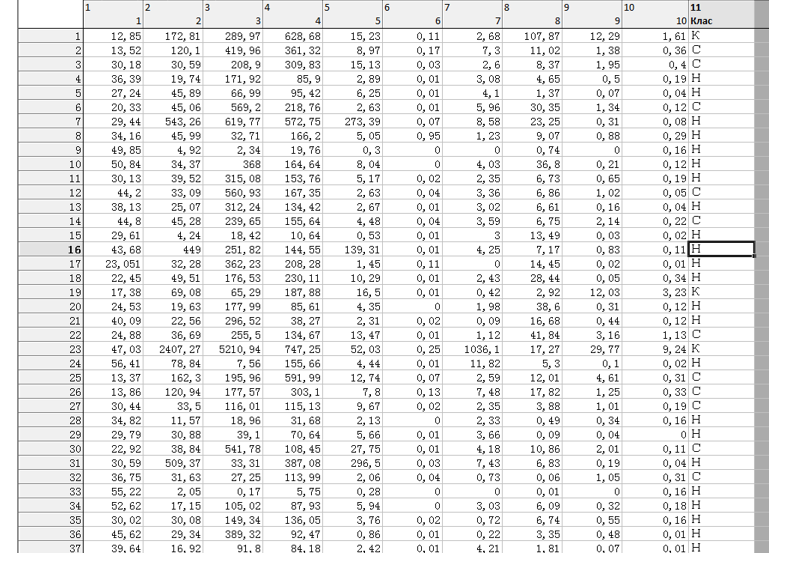 1 2 3 4 5 6 7 8 9 10 11
1 2 3 4 5 6 7 8 9 10 Клас
1 12,85 172,81 289,97 628,68 15,23 0,11 2,68 107,87 12,29 1,61 К
2 13,52 120,1 419,96 361,32 8,97 0,17 7,3 11,02 1,38 0,36 С
3 30,18 30,59 208,9 309,83 15,13 0,03 2,6 8,37 1,95 0,4 С
4 36,39 19,74 171,92 85,9 2,89 0,01 3,08 4,65 0,5 0,19 Н
5 27,24 45,89 66,99 95,42 6,25 0,01 4,1 1,37 0,07 0,04 Н
6 20,33 45,06 569,2 218,76 2,63 0,01 5,96 30,35 1,34 0,12 С
7 29,44 543,26 619,77 572,75 273,39 0,07 8,58 23,25 0,31 0,08 Н
8 34,16 45,99 32,71 166,2 5,05 0,95 1,23 9,07 0,88 0,29 Н
9 49,85 4,92 2,34 19,76 0,3 0 0 0,74 0 0,16 Н
10 50,84 34,37 368 164,64 8,04 0 4,03 36,8 0,21 0,12 Н
11 30,13 39,52 315,08 153,76 5,17 0,02 2,35 6,73 0,65 0,19 Н
12 44,2 33,09 560,93 167,35 2,63 0,04 3,36 6,86 1,02 0,05 С
13 38,13 25,07 312,24 134,42 2,67 0,01 3,02 6,61 0,16 0,04 Н
14 44,8 45,28 239,65 155,64 4,48 0,04 3,59 6,75 2,14 0,22 С
15 29,61 4,24 18,42 10,64 0,53 0,01 3 13,49 0,03 0,02 Н
16 43,68 449 251,82 144,55 139,31 0,01 4,25 7,17 0,83 0,11 Н
17 23,051 32,28 362,23 208,28 1,45 0,11 0 14,45 0,02 0,01 Н
18 22,45 49,51 176,53 230,11 10,29 0,01 2,43 28,44 0,05 0,34 Н
19 17,38 69,08 65,29 187,88 16,5 0,01 0,42 2,92 12,03 3,23 К
20 24,53 19,63 177,99 85,61 4,35 0 1,98 38,6 0,31 0,12 Н
21 40,09 22,56 296,52 38,27 2,31 0,02 0,09 16,68 0,44 0,12 Н
22 24,88 36,69 255,5 134,67 13,47 0,01 1,12 41,84 3,16 1,13 С
23 47,03 2407,27 5210,94 747,25 52,03 0,25 1036,1 17,27 29,77 9,24 К
24 56,41 78,84 7,56 155,66 4,44 0,01 11,82 5,3 0,1 0,02 Н
25 13,37 162,3 195,96 591,99 12,74 0,07 2,59 12,01 4,61 0,31 С
26 13,86 120,94 177,57 303,1 7,8 0,13 7,48 17,82 1,25 0,33 С
27 30,44 33,5 116,01 115,13 9,67 0,02 2,35 3,88 1,01 0,19 С
28 34,82 11,57 18,96 31,68 2,13 0 2,33 0,49 0,34 0,16 Н
29 29,79 30,88 39,1 70,64 5,66 0,01 3,66 0,09 0,04 0 Н
30 22,92 38,84 541,78 108,45 27,75 0,01 4,18 10,86 2,01 0,11 С
31 30,59 509,37 33,31 387,08 296,5 0,03 7,43 6,83 0,19 0,04 Н
32 36,75 31,63 27,25 113,99 2,06 0,04 0,73 0,06 1,05 0,31 С
33 55,22 2,05 0,17 5,75 0,28 0 0 0,01 0 0,16 Н
34 52,62 17,15 105,02 87,93 5,94 0 3,03 6,09 0,32 0,18 Н
35 30,02 30,08 149,34 136,05 3,76 0,02 0,72 6,74 0,55 0,16 Н
36 45,62 29,34 389,32 92,47 0,86 0,01 0,22 3,35 0,48 0,01 Н
37 39,64 16,92 91,8 84,18 2,42 0,01 4,21 1,81 0,07 0,01 Н